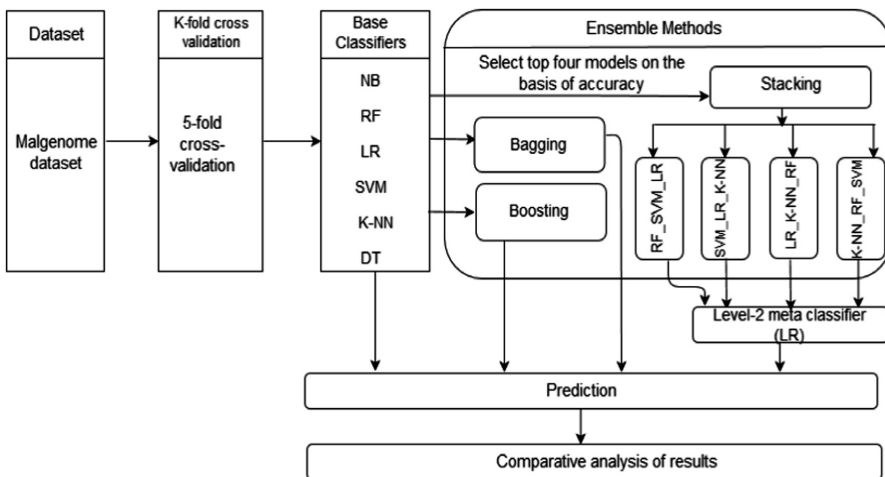 Dataset
Malgenome
dataset
K-fold cross
validation
5-fold
cross-
validation
Base
Classifiers
NB
RF
LR
SVM
K-NN
DT
Ensemble Methods
Select top four models on the
basis of accuracy
Stacking
Bagging
Boosting
RF_SVM_LR
SVM_LR_K-NN
LR_K-NN_RF
K-NN_RF_SVM
Level-2 meta classifier
(LR)
Prediction
Comparative analysis of results